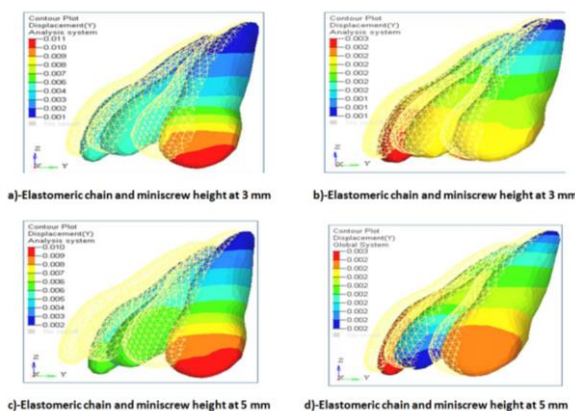 Contour Plot
Displacement(Y)
Analysis system
0.011
0.010
0.009
0.008
0.006
0.005
0.004
0.003
0.002
0.001
Z
X
Y
Contour Plot
Displacement(Y)
Analysis system
0.003
0.002
0.002
0.002
0.002
0.002
0.002
0.001
0.001
Z
X
Y
a)-Elastomeric chain and miniscrew height at 3 mm
b)-Elastomeric chain and miniscrew height at 3 mm
Contour Plot
Displacement(Y)
Analysis system
0.010
0.009
0.008
0.007
0.006
0.005
0.004
0.003
0.002
Z
X
Y
Contour Plot
Displacement(Y)
Global System
0.003
0.002
0.002
0.002
0.002
0.002
0.002
0.002
0.002
Z
X
Y
c)-Elastomeric chain and miniscrew height at 5 mm
d)-Elastomeric chain and miniscrew height at 5 mm